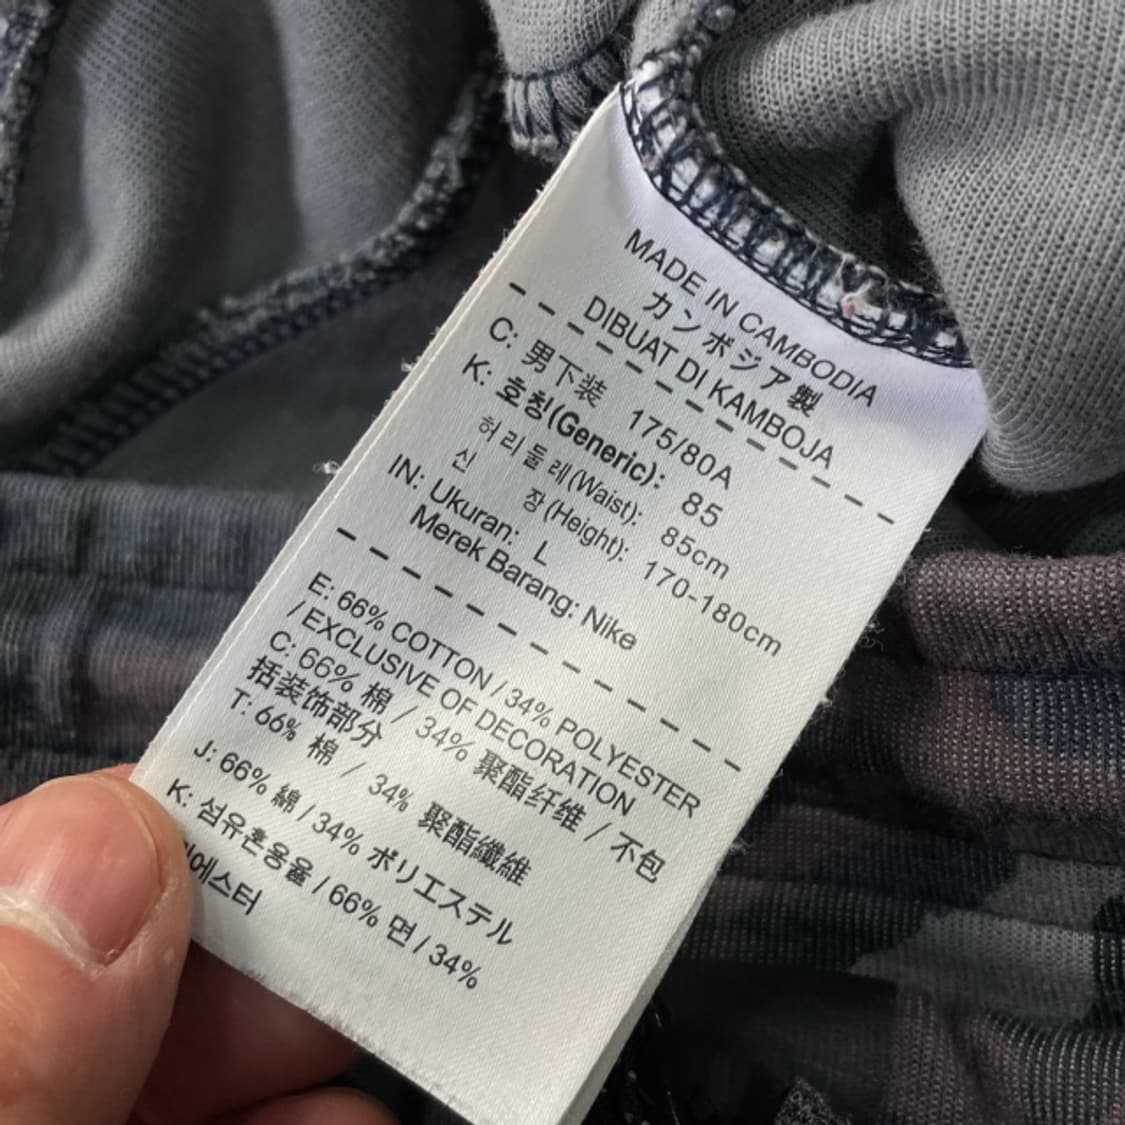 MADE IN CAMBODIA
カンボジア製
DIBUAT DI KAMBOJA
C: 男下装 175/80A
K: 호칭(Generic): 85
허리둘레(Waist): 85cm
신 장(Height): 170-180cm
IN: Ukuran: L
Merek Barang: Nike
E: 66% COTTON / 34% POLYESTER
/ EXCLUSIVE OF DECORATION
C: 66% 棉 / 34% 聚酯纤维 / 不包
括装饰部分
T: 66% 棉 / 34% 聚酯纖維
J: 66% 綿 / 34% ポリエステル
K: 섬유혼용율 / 66% 면 / 34%
에스터